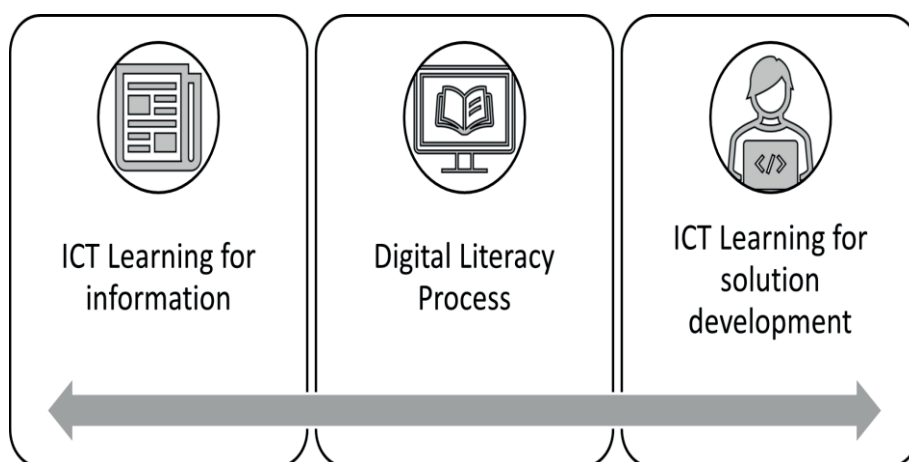 ICT Learning for
information
Digital Literacy
Process
</>
ICT Learning for
solution
development